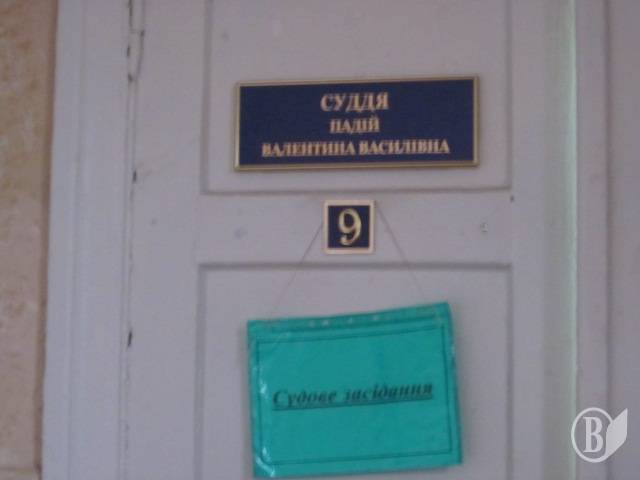 СУДДЯ
ПАДІЙ
ВАЛЕНТИНА ВАСИЛІВНА
9
Судове засідання
В